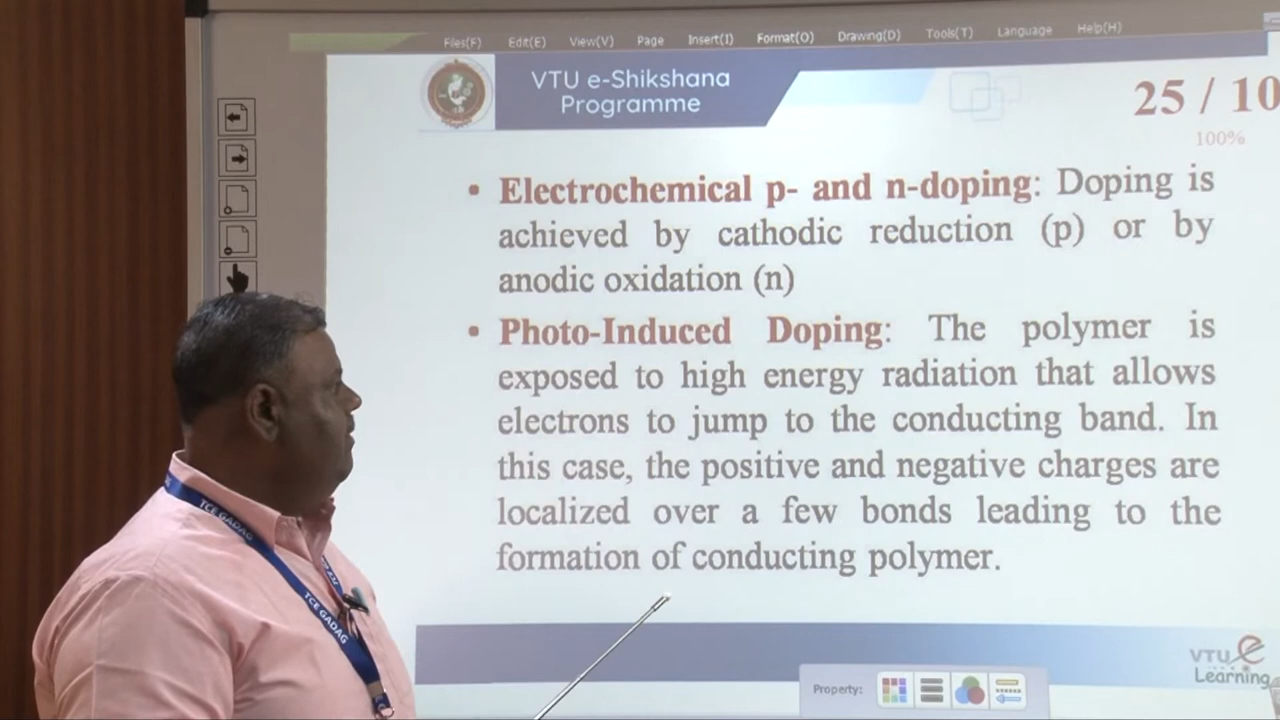 Files(F) Edit(E) View(V) Page Insert(I) Format(O) Drawing(D) Tools(T) Language Help(H)
VTU e-Shikshana
Programme
25 / 10
100%
• Electrochemical p- and n-doping: Doping is
achieved by cathodic reduction (p) or by
anodic oxidation (n)
• Photo-Induced Doping: The polymer is
exposed to high energy radiation that allows
electrons to jump to the conducting band. In
this case, the positive and negative charges are
localized over a few bonds leading to the
formation of conducting polymer.
TCE GADAG
TCE GADAG
VTU e
Learning
Property: